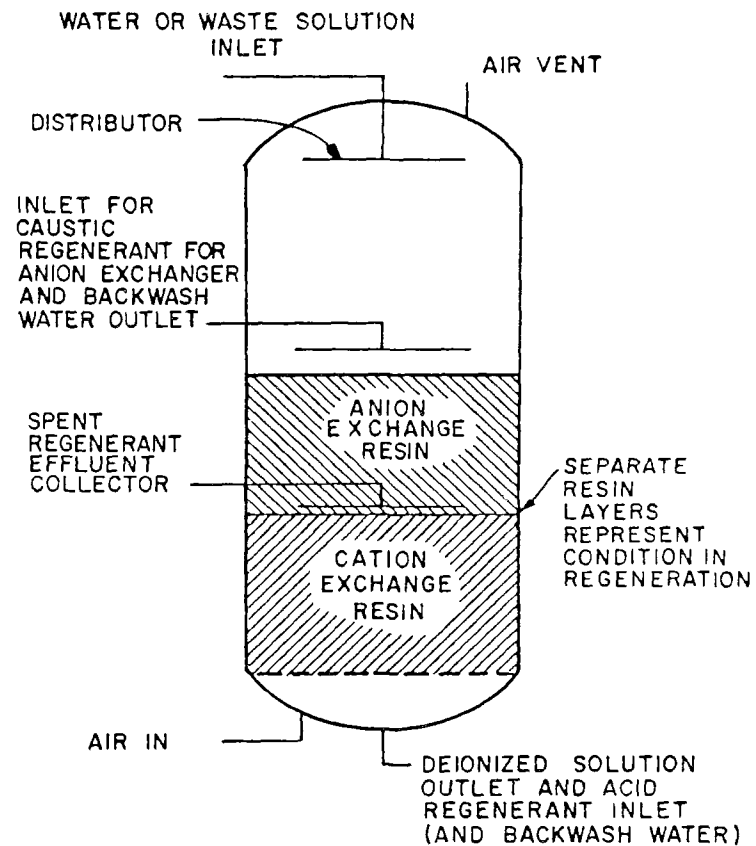 WATER OR WASTE SOLUTION
INLET
AIR VENT
DISTRIBUTOR
INLET FOR
CAUSTIC
REGENERANT FOR
ANION EXCHANGER
AND BACKWASH
WATER OUTLET
ANION
EXCHANGE
RESIN
SPENT
REGENERANT
EFFLUENT
COLLECTOR
SEPARATE
RESIN
LAYERS
REPRESENT
CONDITION IN
REGENERATION
CATION
EXCHANGE
RESIN
AIR IN
DEIONIZED SOLUTION
OUTLET AND ACID
REGENERANT INLET
(AND BACKWASH WATER)